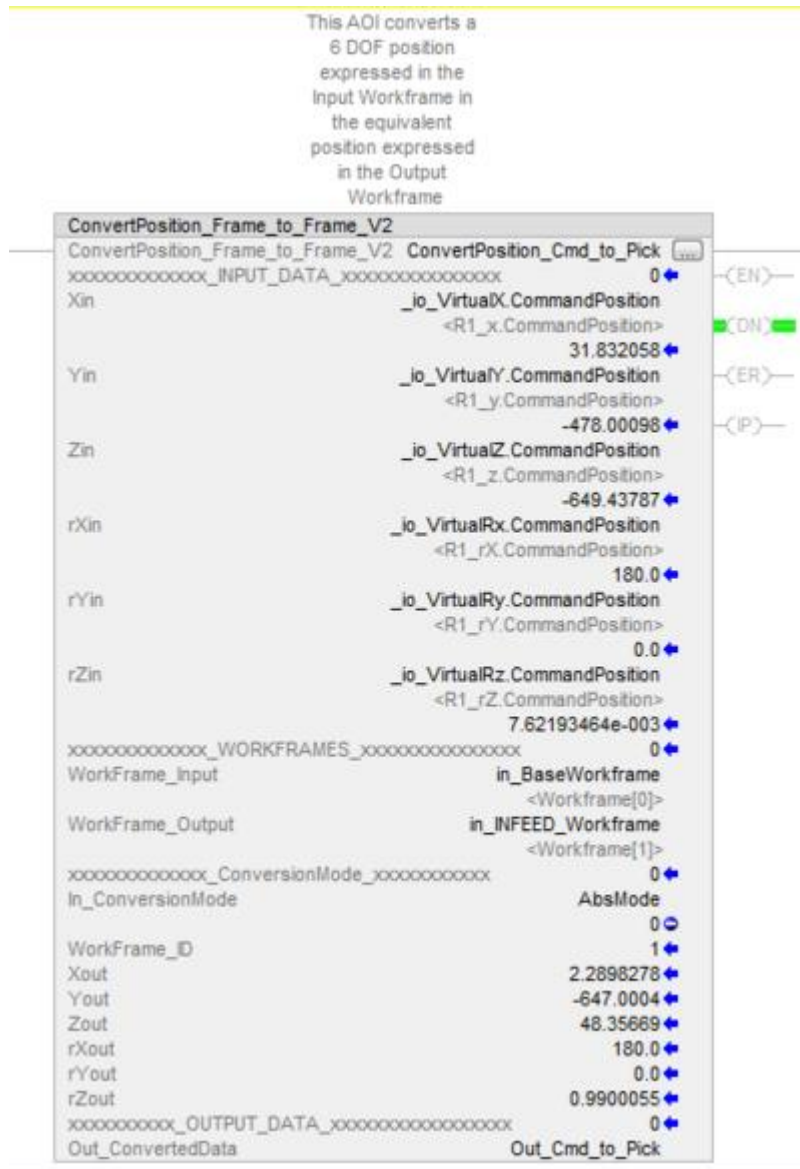 This AOI converts a
6 DOF position
expressed in the
Input Workframe in
the equivalent
position expressed
in the Output
Workframe
ConvertPosition_Frame_to_Frame_V2
ConvertPosition_Frame_to_Frame_V2 ConvertPosition_Cmd_to_Pick ...
xxxxxxxxxxxxx_INPUT_DATA_xxxxxxxxxxxxxxx 0 (EN)
Xin _io_VirtualX.CommandPosition
<R1_x.CommandPosition> (DN)
31.832058
Yin _io_VirtualY.CommandPosition (ER)
<R1_y.CommandPosition>
-478.00098 (IP)
Zin _io_VirtualZ.CommandPosition
<R1_z.CommandPosition>
-649.43787
rXin _io_VirtualRx.CommandPosition
<R1_rX.CommandPosition>
180.0
rYin _io_VirtualRy.CommandPosition
<R1_rY.CommandPosition>
0.0
rZin _io_VirtualRz.CommandPosition
<R1_rZ.CommandPosition>
7.62193464e-003
xxxxxxxxxxxxx_WORKFRAMES_xxxxxxxxxxxxxxx 0
WorkFrame_Input in_BaseWorkframe
<Workframe[0]>
WorkFrame_Output in_INFEED_Workframe
<Workframe[1]>
xxxxxxxxxxxxx_ConversionMode_xxxxxxxxxxx 0
In_ConversionMode AbsMode
0
WorkFrame_ID 1
Xout 2.2898278
Yout -647.0004
Zout 48.35669
rXout 180.0
rYout 0.0
rZout 0.9900055
xxxxxxxxxx_OUTPUT_DATA_xxxxxxxxxxxxxxxxx 0
Out_ConvertedData Out_Cmd_to_Pick